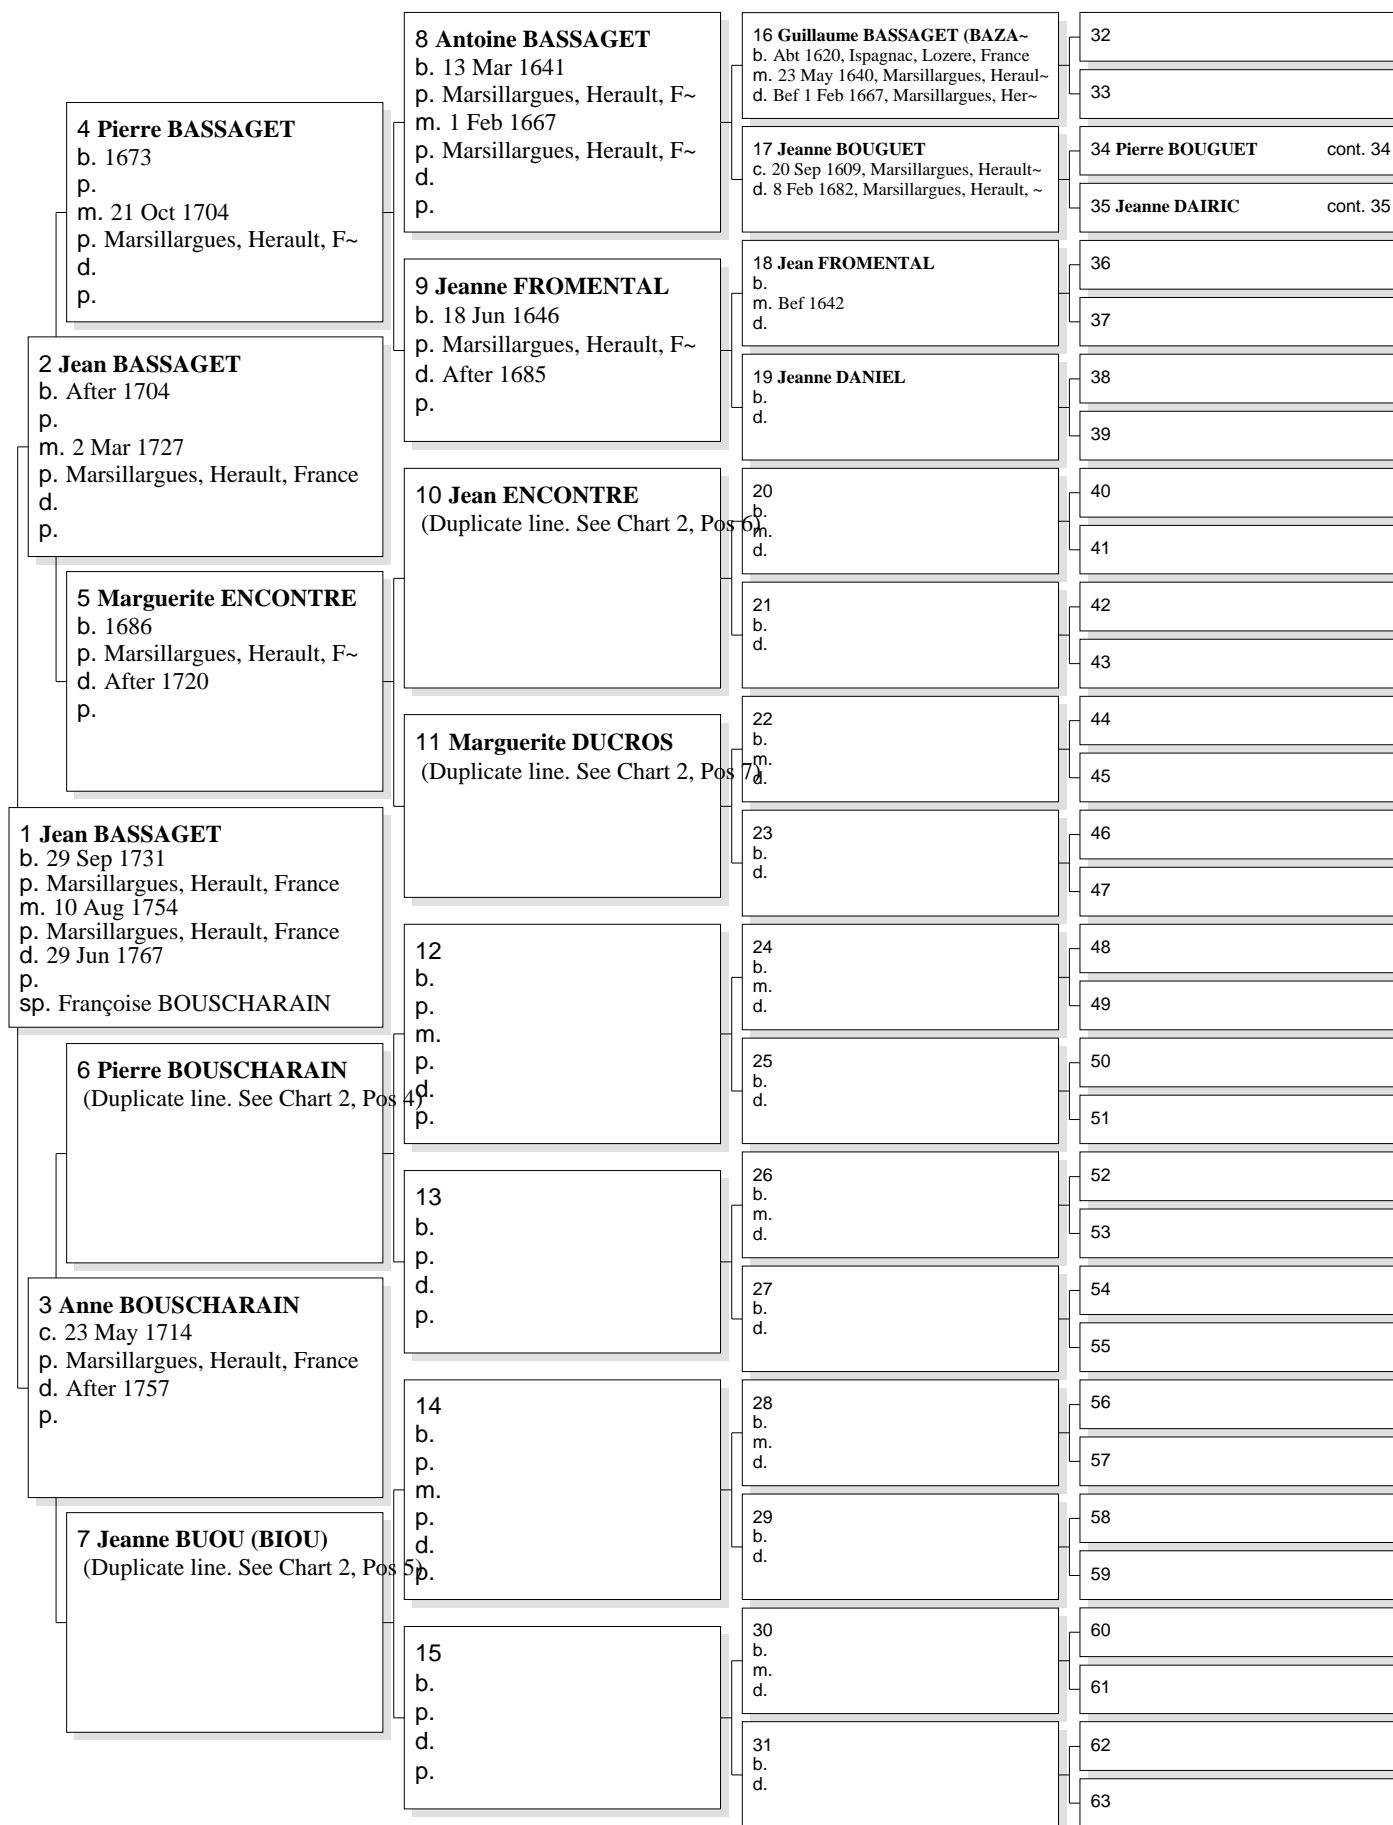 1 Jean BASSAGET
b. 29 Sep 1731
p. Marsillargues, Herault, France
m. 10 Aug 1754
p. Marsillargues, Herault, France
d. 29 Jun 1767
p.
sp. Françoise BOUSCHARAIN
2 Jean BASSAGET
b. After 1704
p.
m. 2 Mar 1727
p. Marsillargues, Herault, France
d.
p.
3 Anne BOUSCHARAIN
c. 23 May 1714
p. Marsillargues, Herault, France
d. After 1757
p.
4 Pierre BASSAGET
b. 1673
p.
m. 21 Oct 1704
p. Marsillargues, Herault, F~
d.
p.
5 Marguerite ENCONTRE
b. 1686
p. Marsillargues, Herault, F~
d. After 1720
p.
6 Pierre BOUSCHARAIN
(Duplicate line. See Chart 2, Pos 4)
7 Jeanne BUOU (BIOU)
(Duplicate line. See Chart 2, Pos 5)
8 Antoine BASSAGET
b. 13 Mar 1641
p. Marsillargues, Herault, F~
m. 1 Feb 1667
p. Marsillargues, Herault, F~
d.
p.
9 Jeanne FROMENTAL
b. 18 Jun 1646
p. Marsillargues, Herault, F~
d. After 1685
p.
10 Jean ENCONTRE
(Duplicate line. See Chart 2, Pos 6)
11 Marguerite DUCROS
(Duplicate line. See Chart 2, Pos 7)
12
b.
p.
m.
p.
d.
p.
13
b.
p.
d.
p.
14
b.
p.
m.
p.
d.
p.
15
b.
p.
d.
p.
16 Guillaume BASSAGET (BAZA~
b. Abt 1620, Ispagnac, Lozere, France
m. 23 May 1640, Marsillargues, Heraul~
d. Bef 1 Feb 1667, Marsillargues, Her~
17 Jeanne BOUGUET
c. 20 Sep 1609, Marsillargues, Herault~
d. 8 Feb 1682, Marsillargues, Herault, ~
18 Jean FROMENTAL
b.
m. Bef 1642
d.
19 Jeanne DANIEL
b.
d.
20
b.
m.
d.
21
b.
d.
22
b.
m.
d.
23
b.
d.
24
b.
m.
d.
25
b.
d.
26
b.
m.
d.
27
b.
d.
28
b.
m.
d.
29
b.
d.
30
b.
m.
d.
31
b.
d.
32
33
34 Pierre BOUGUET cont. 34
35 Jeanne DAIRIC cont. 35
36
37
38
39
40
41
42
43
44
45
46
47
48
49
50
51
52
53
54
55
56
57
58
59
60
61
62
63